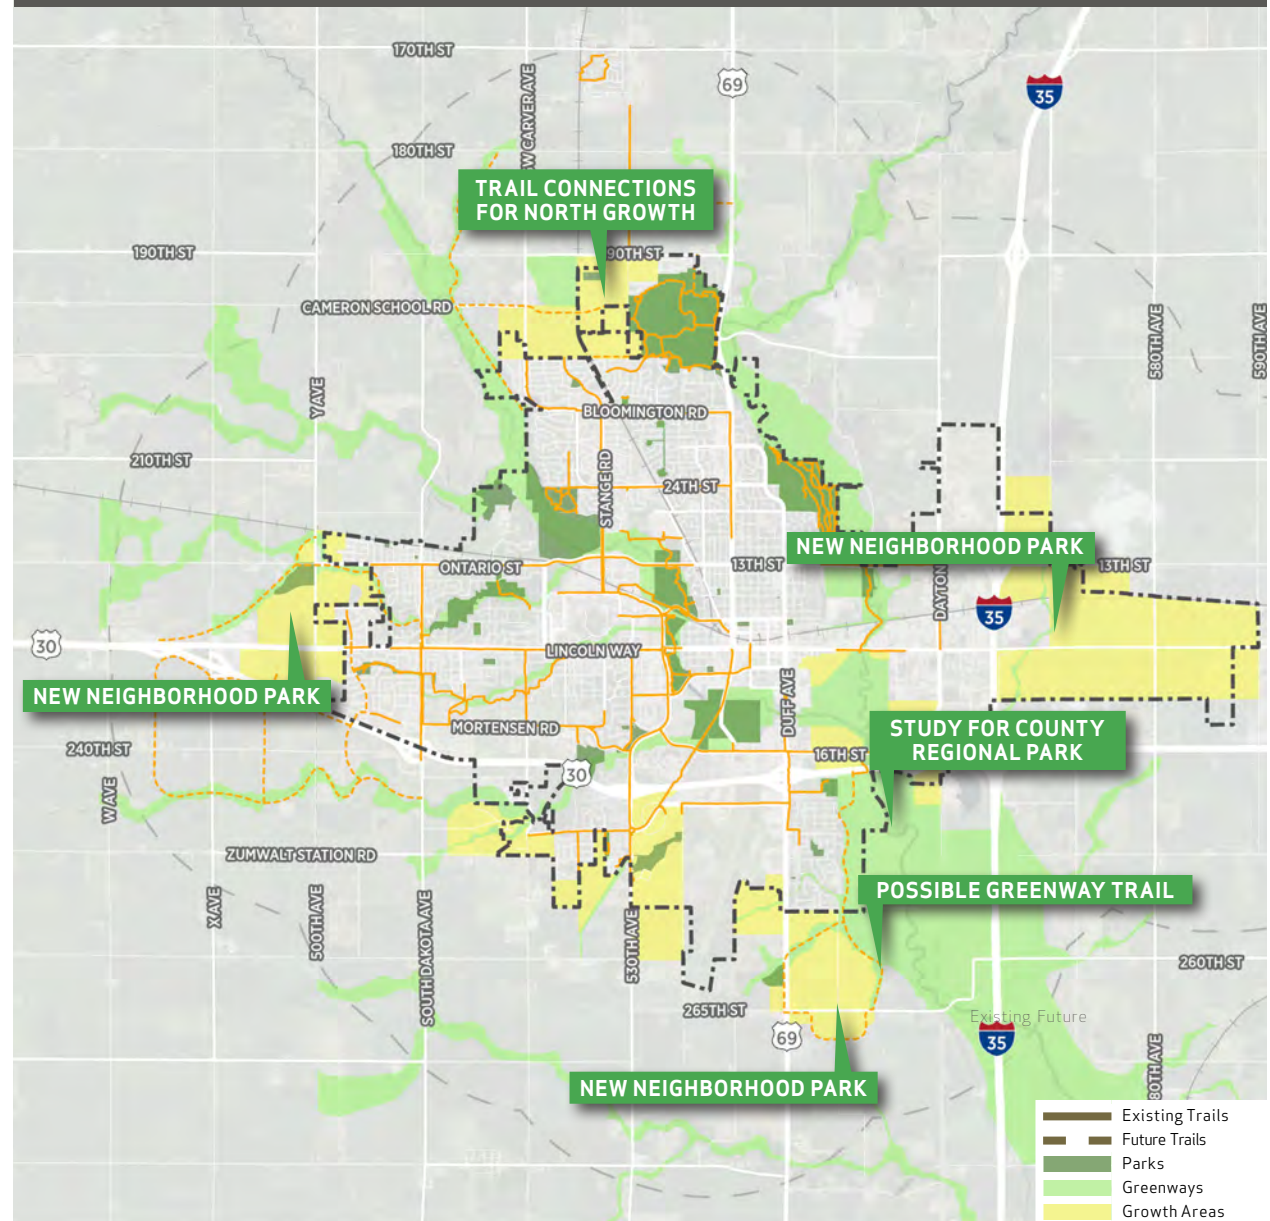 170TH ST
69
35
W CARVER AVE
180TH ST
TRAIL CONNECTIONS
FOR NORTH GROWTH
190TH ST
90TH ST
CAMERON SCHOOL RD
580TH AVE
590TH AVE
Y AVE
BLOOMINGTON RD
210TH ST
STANGE RD
24TH ST
NEW NEIGHBORHOOD PARK
ONTARIO ST
13TH ST
13TH ST
DAYTON
35
30
LINCOLN WAY
NEW NEIGHBORHOOD PARK
DUFF AVE
MORTENSEN RD
STUDY FOR COUNTY
REGIONAL PARK
240TH ST
16TH ST
30
W AVE
ZUMWALT STATION RD
POSSIBLE GREENWAY TRAIL
X AVE
500TH AVE
SOUTH DAKOTA AVE
530TH AVE
260TH ST
265TH ST
Existing Future
69
35
80TH AVE
NEW NEIGHBORHOOD PARK
Existing Trails
Future Trails
Parks
Greenways
Growth Areas